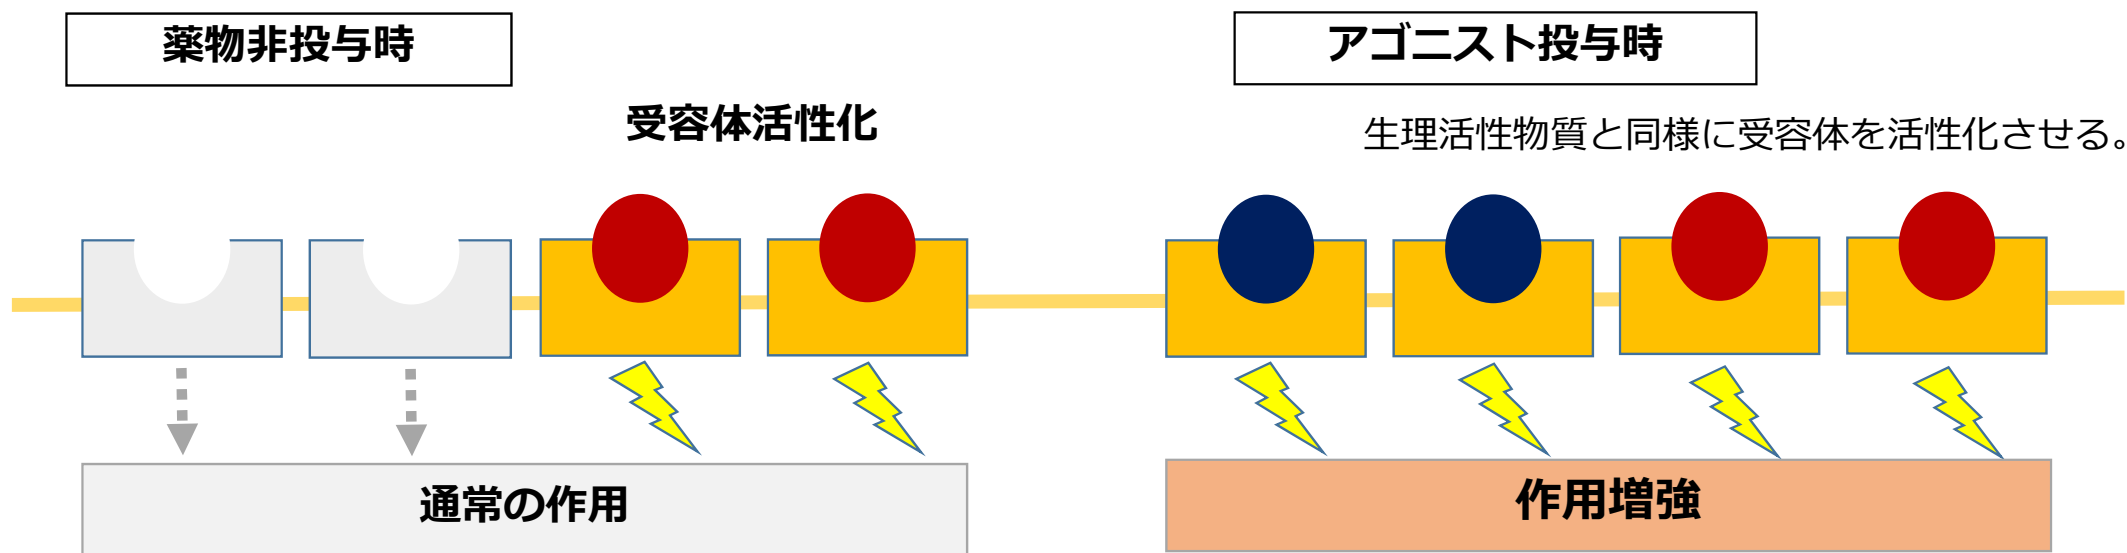 薬物非投与時
アゴニスト投与時
受容体活性化
生理活性物質と同様に受容体を活性化させる。
通常の作用
作用増強